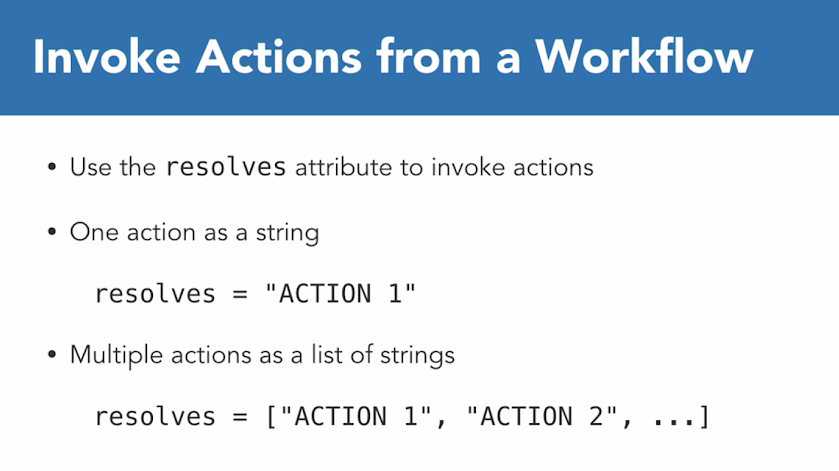 Invoke Actions from a Workflow
• Use the resolves attribute to invoke actions
• One action as a string
resolves = "ACTION 1"
• Multiple actions as a list of strings
resolves = ["ACTION 1", "ACTION 2", ...]